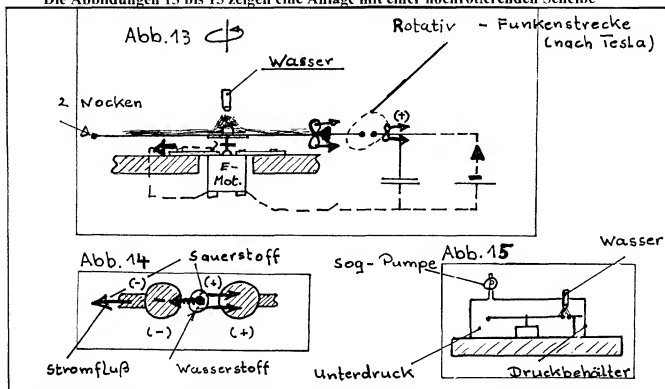 Die Abbildungen 13 bis 15 zeigen eine Anlage mit einer hochrotierenden Scheibe
Abb.13
Rotativ - Funkenstrecke
(nach Tesla)
Wasser
2 Nocken
(+)
E-
Mot.
Abb.14
Sauerstoff
(-)
(+)
(-)
(+)
Stromfluß
Wasserstoff
Abb.15
Sog-Pumpe
P
Wasser
Unterdruck
Druckbehälter